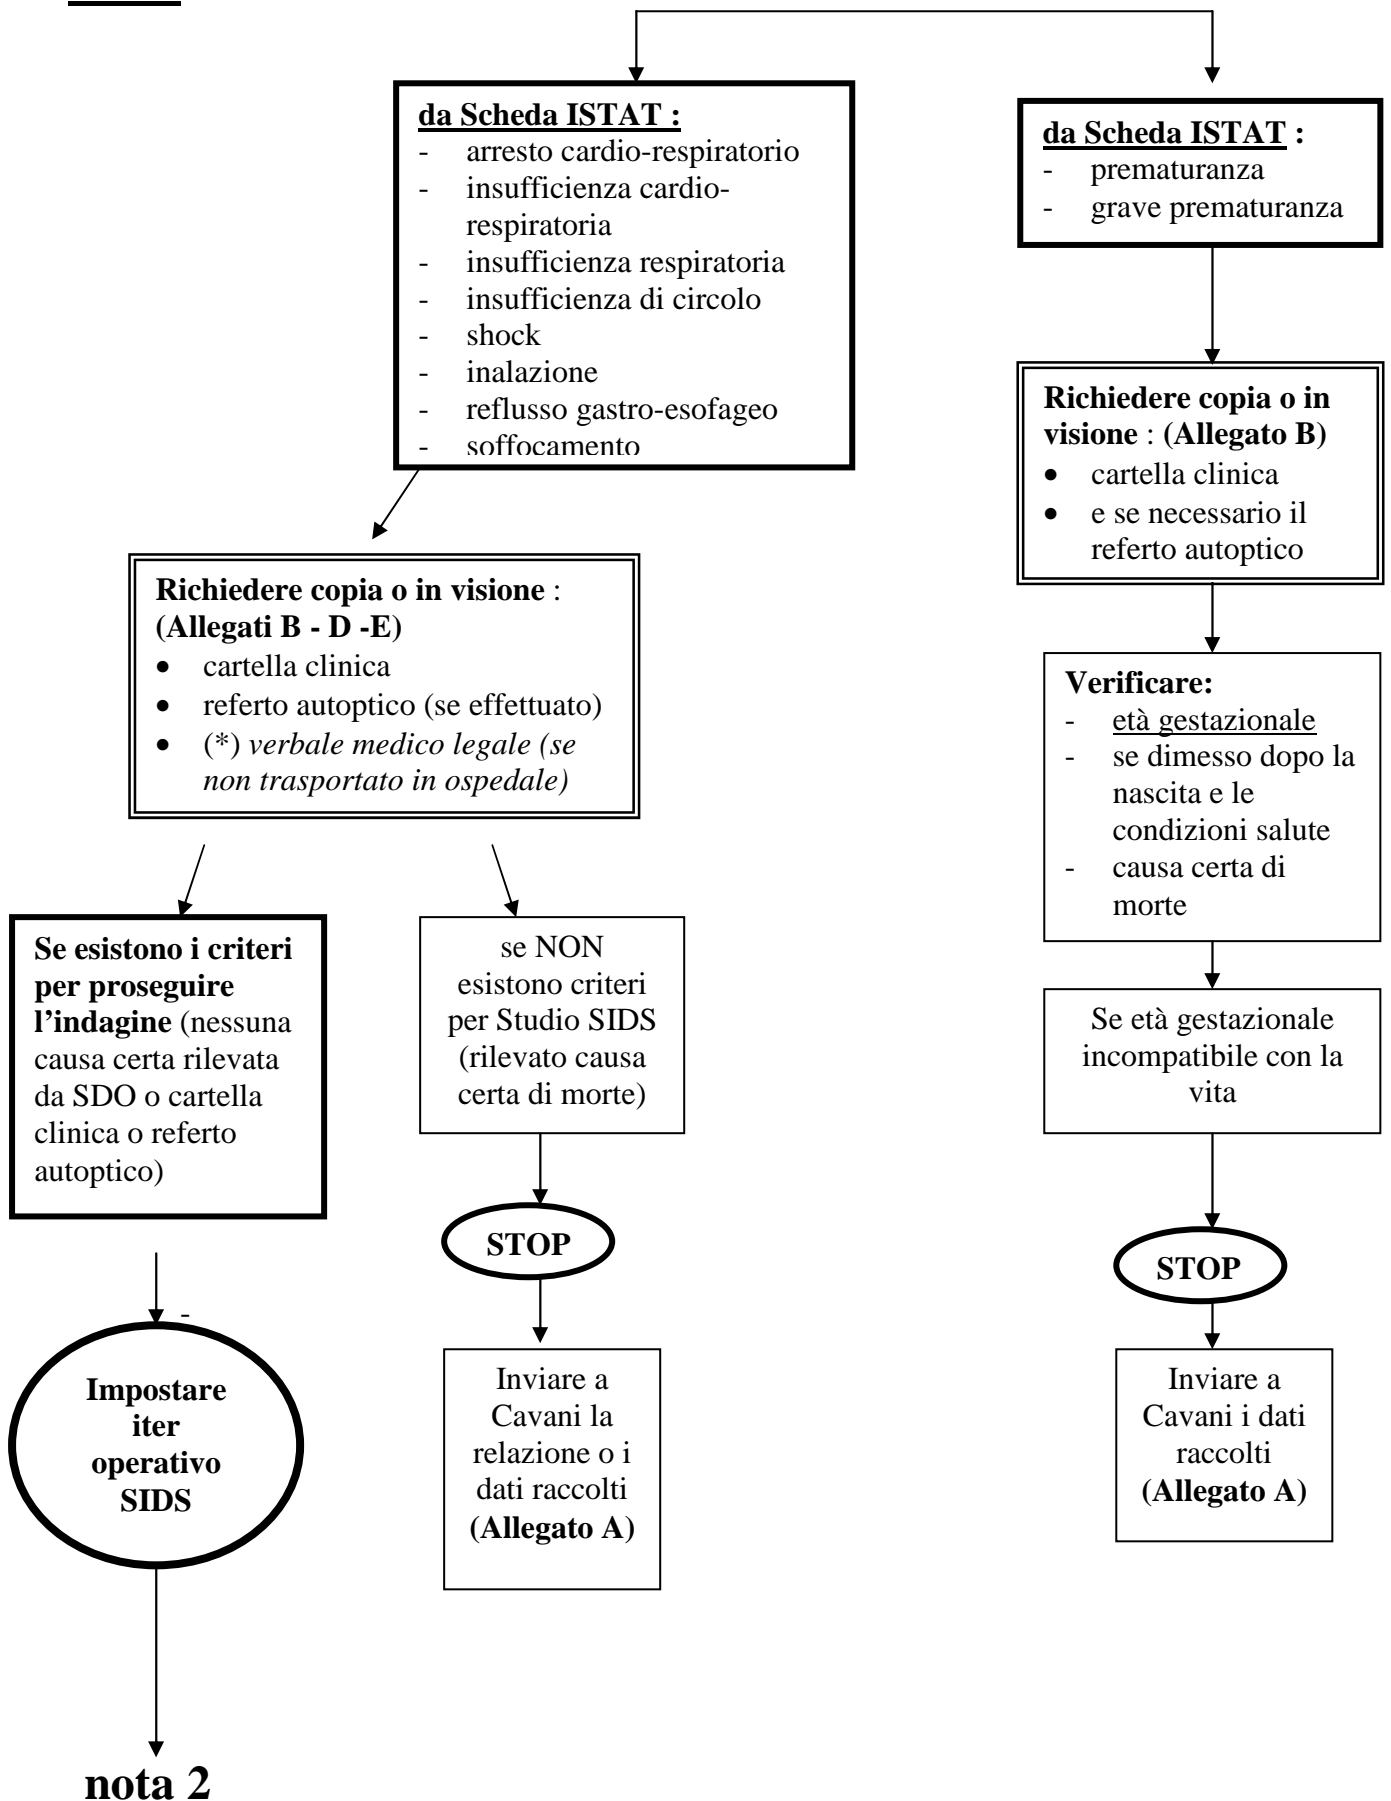 da Scheda ISTAT :
- arresto cardio-respiratorio
- insufficienza cardio-
respiratoria
- insufficienza respiratoria
- insufficienza di circolo
- shock
- inalazione
- reflusso gastro-esofageo
- soffocamento
da Scheda ISTAT :
- prematuranza
- grave prematuranza
Richiedere copia o in
visione : (Allegato B)
• cartella clinica
• e se necessario il
referto autoptico
Richiedere copia o in visione :
(Allegati B - D -E)
• cartella clinica
• referto autoptico (se effettuato)
• (*) verbale medico legale (se
non trasportato in ospedale)
Verificare:
- età gestazionale
- se dimesso dopo la
nascita e le
condizioni salute
- causa certa di
morte
Se esistono i criteri
per proseguire
l’indagine (nessuna
causa certa rilevata
da SDO o cartella
clinica o referto
autoptico)
se NON
esistono criteri
per Studio SIDS
(rilevato causa
certa di morte)
Se età gestazionale
incompatibile con la
vita
STOP
STOP
-
Impostare
iter
operativo
SIDS
Inviare a
Cavani la
relazione o i
dati raccolti
(Allegato A)
Inviare a
Cavani i dati
raccolti
(Allegato A)
nota 2